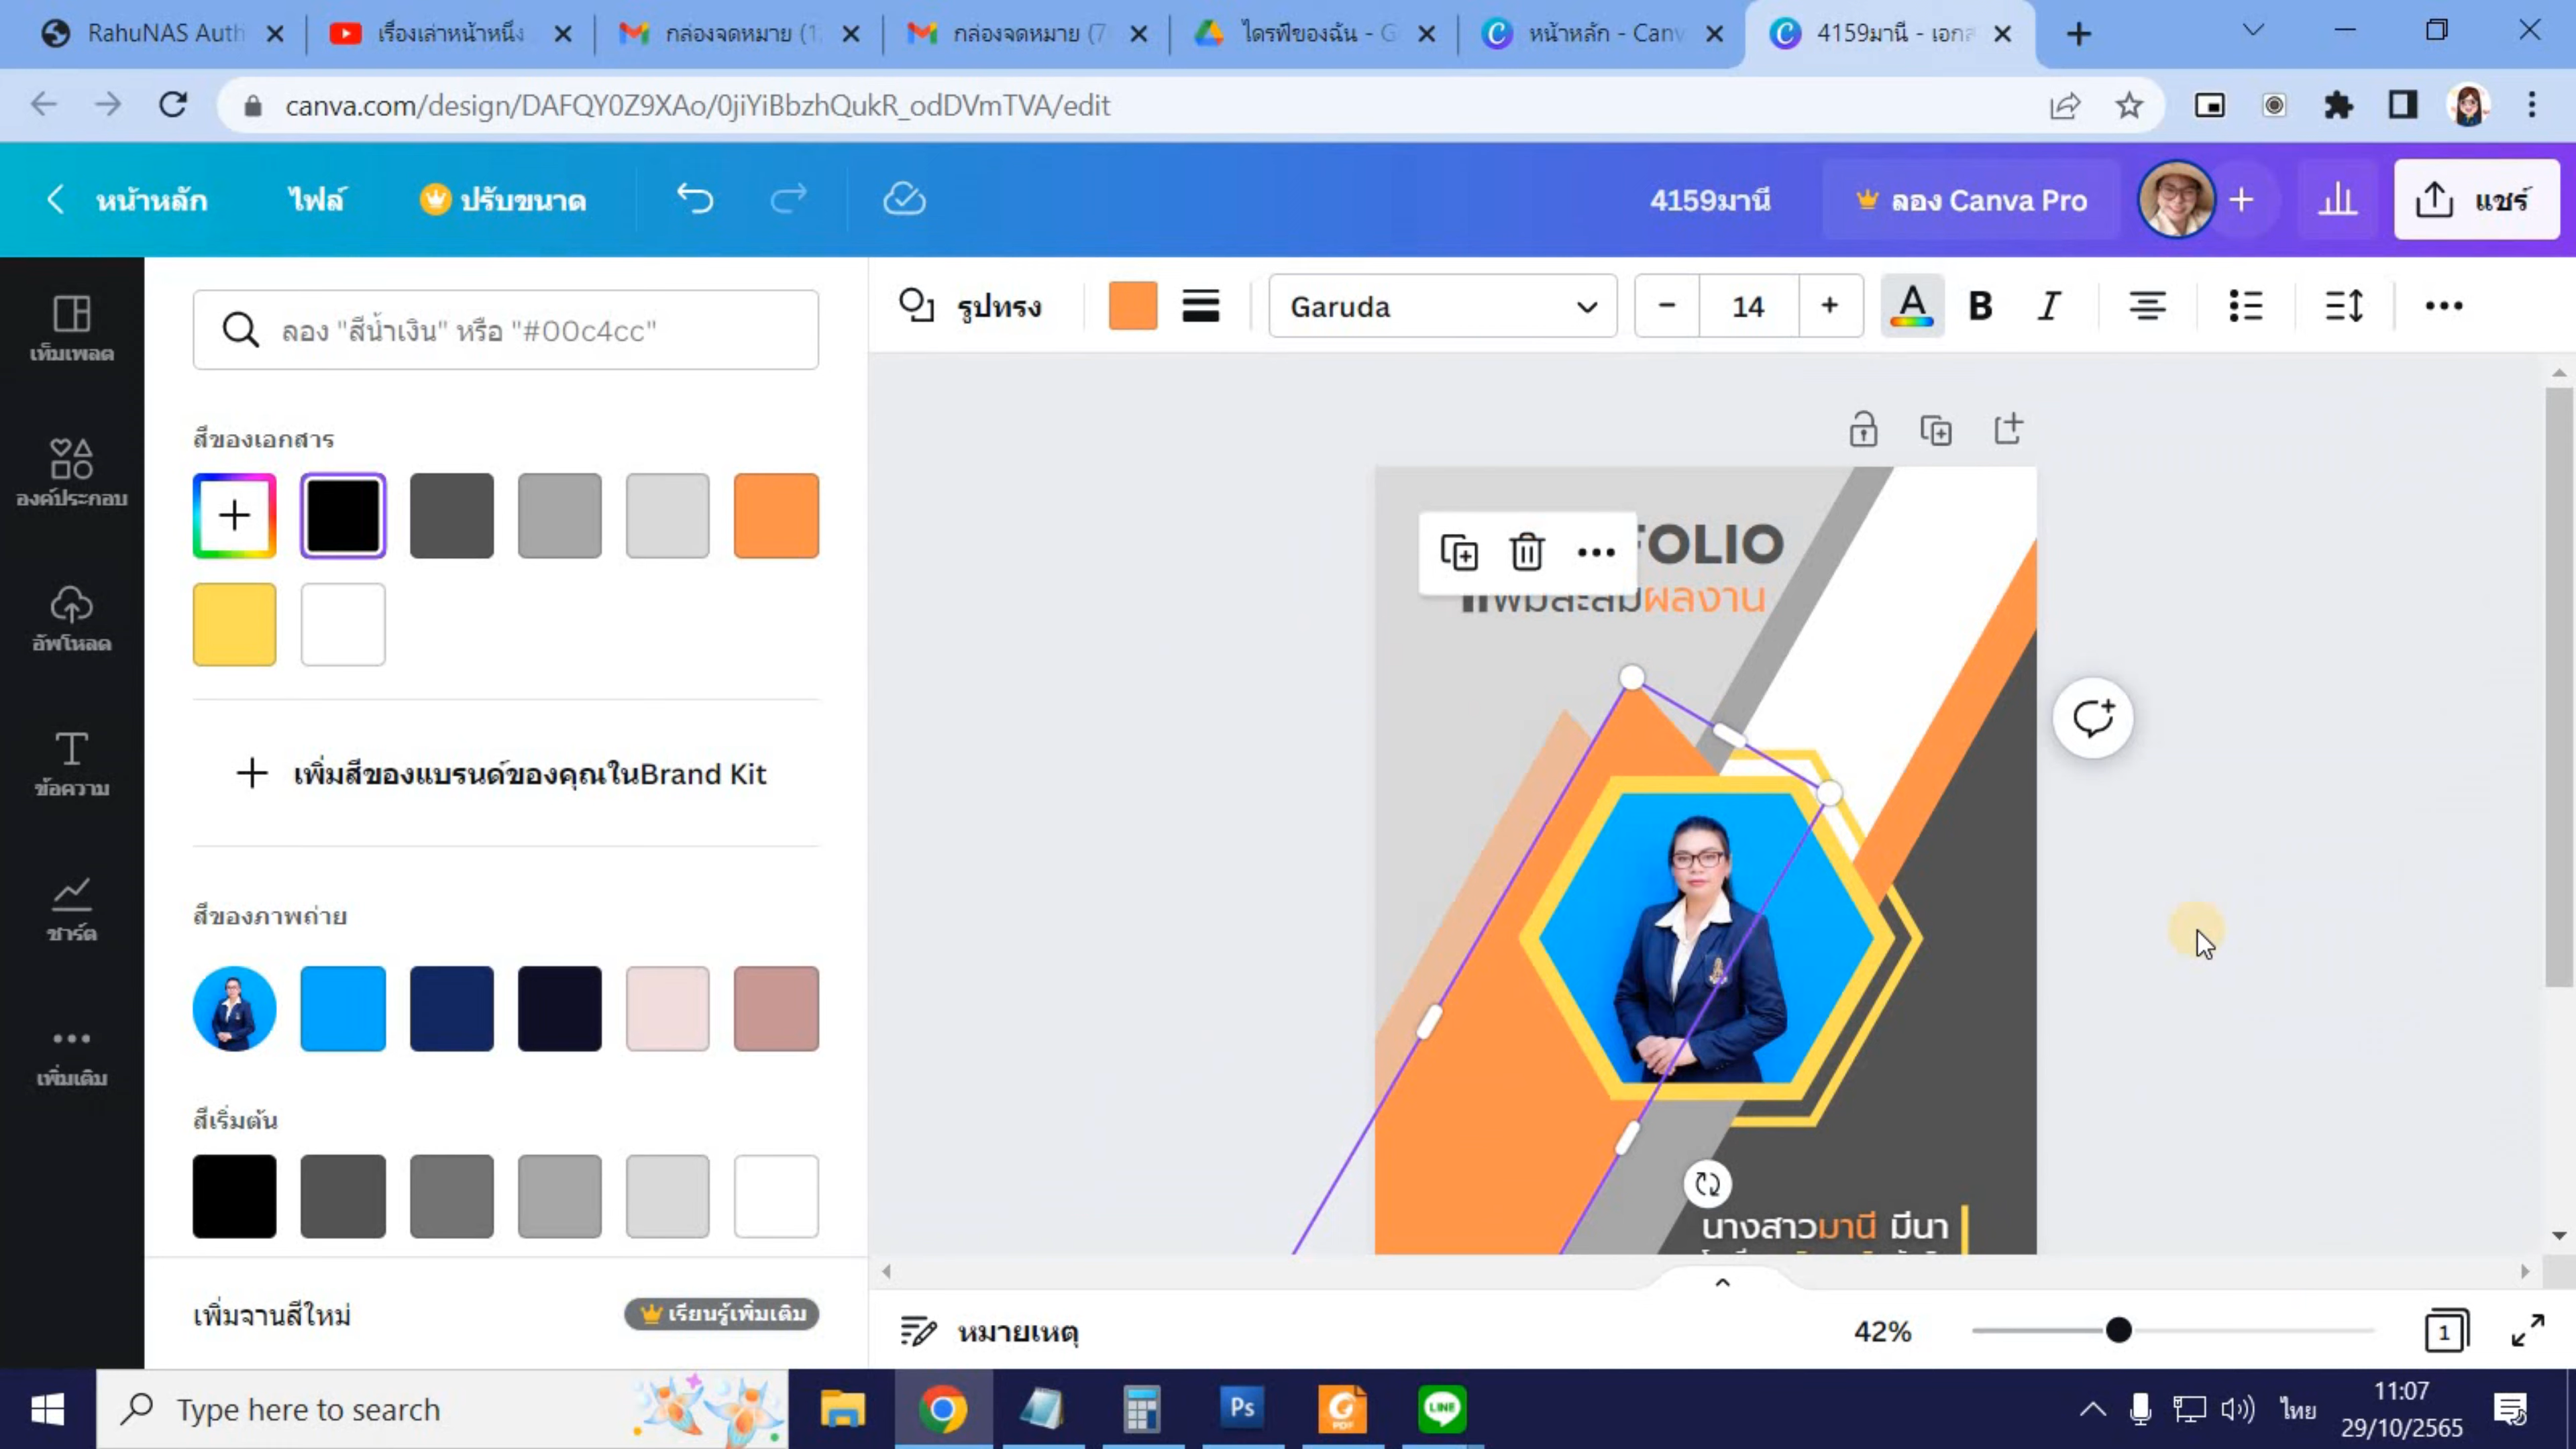 RahuNAS Auth
เรื่องเล่าหน้าหนึ่ง
กล่องจดหมาย (1
กล่องจดหมาย (7
ไดรฟ์ของฉัน - G
หน้าหลัก - Canv
4159มานี - เอกส
canva.com/design/DAFQY0Z9XAo/0jiYiBbzhQukR_odDVmTVA/edit
หน้าหลัก
ไฟล์
ปรับขนาด
4159มานี
ลอง Canva Pro
แชร์
ลอง "สีน้ำเงิน" หรือ "#00c4cc"
รูปทรง
Garuda
14
เท็มเพลต
องค์ประกอบ
อัพโหลด
ข้อความ
ชาร์ต
เพิ่มเติม
สีของเอกสาร
เพิ่มสีของแบรนด์ของคุณในBrand Kit
สีของภาพถ่าย
สีเริ่มต้น
เพิ่มจานสีใหม่
เรียนรู้เพิ่มเติม
FOLIO
แฟ้มสะสมผลงาน
นางสาวมานี มีนา
หมายเหตุ
42%
1
Type here to search
Ps
PDF
LINE
ไทย
11:07
29/10/2565